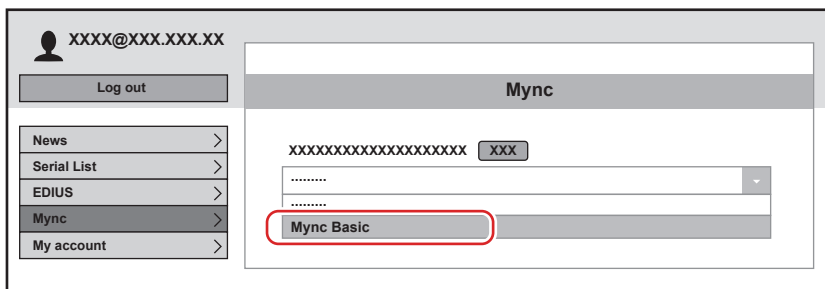 XXXX@XXX.XXX.XX
Log out
News
Serial List
EDIUS
Mync
My account
Mync
XXXXXXXXXXXXXXXXXXXX XXX
.........
.........
Mync Basic